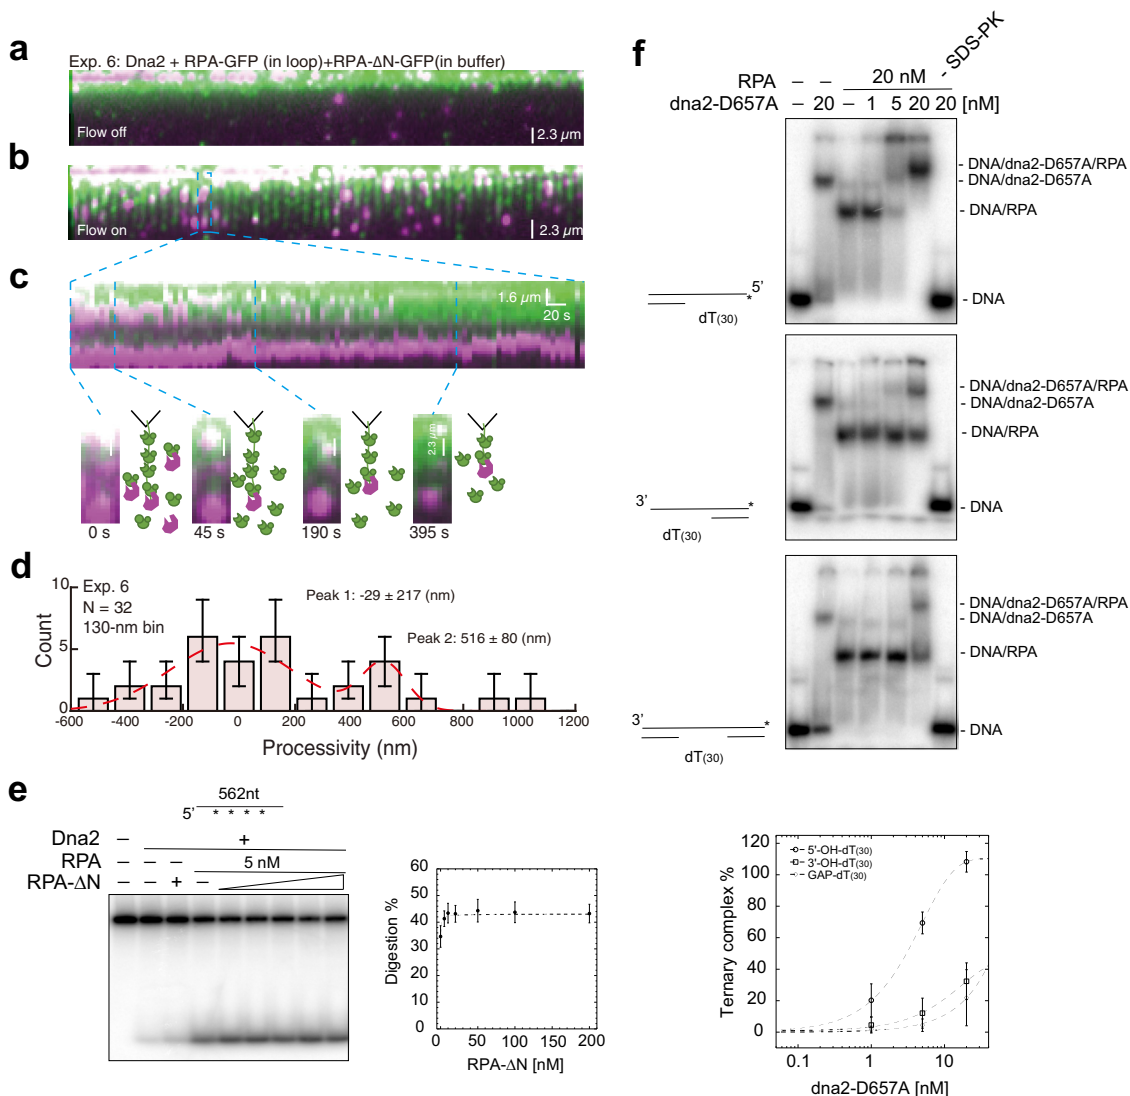 a
Exp. 6: Dna2 + RPA-GFP (in loop)+RPA-ΔN-GFP(in buffer)
Flow off
2.3 µm
b
Flow on
2.3 µm
c
1.6 µm
20 s
2.3 µm
0 s 45 s 190 s 395 s
d
Exp. 6
N = 32
130-nm bin
Peak 1: -29 ± 217 (nm)
Peak 2: 516 ± 80 (nm)
Count
10
5
0
-600 -400 -200 0 200 400 600 800 1000 1200
Processivity (nm)
e
562nt
5' * * * *
Dna2 – +
RPA – – – 5 nM
RPA-ΔN – – + –
Digestion %
60
50
40
30
20
10
0
0 50 100 150 200
RPA-ΔN [nM]
f
- SDS-PK
RPA – – 20 nM
dna2-D657A – 20 – 1 5 20 20 [nM]
- DNA/dna2-D657A/RPA
- DNA/dna2-D657A
- DNA/RPA
- DNA
5'
*
dT(30)
- DNA/dna2-D657A/RPA
- DNA/dna2-D657A
- DNA/RPA
- DNA
3'
*
dT(30)
- DNA/dna2-D657A/RPA
- DNA/dna2-D657A
- DNA/RPA
- DNA
3'
*
dT(30)
Ternary complex %
120
100
80
60
40
20
0
5'-OH-dT(30)
3'-OH-dT(30)
GAP-dT(30)
0.1 1 10
dna2-D657A [nM]